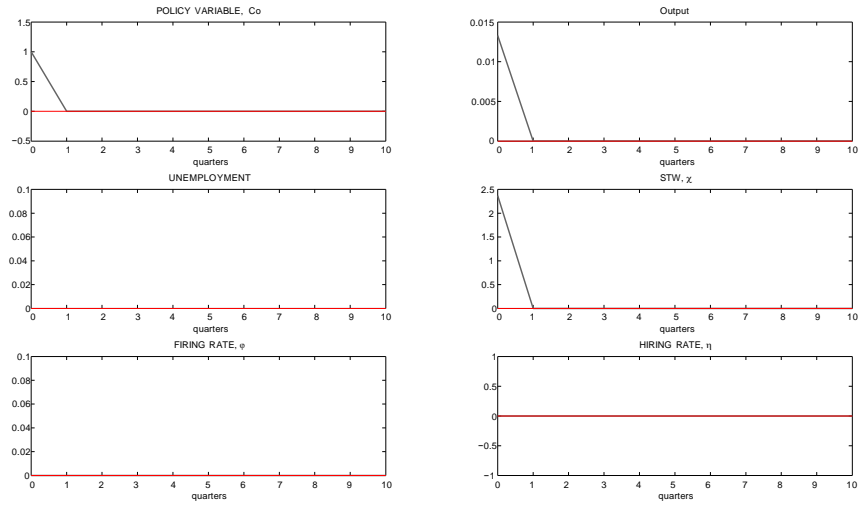 POLICY VARIABLE, Co
1.5
1
0.5
0
−0.5
0 1 2 3 4 5 6 7 8 9 10
quarters
Output
0.015
0.01
0.005
0
0 1 2 3 4 5 6 7 8 9 10
quarters
UNEMPLOYMENT
0.1
0.08
0.06
0.04
0.02
0
0 1 2 3 4 5 6 7 8 9 10
quarters
STW, χ
2.5
2
1.5
1
0.5
0
0 1 2 3 4 5 6 7 8 9 10
quarters
FIRING RATE, φ
0.1
0.08
0.06
0.04
0.02
0
0 1 2 3 4 5 6 7 8 9 10
quarters
HIRING RATE, η
1
0.5
0
−0.5
−1
0 1 2 3 4 5 6 7 8 9 10
quarters